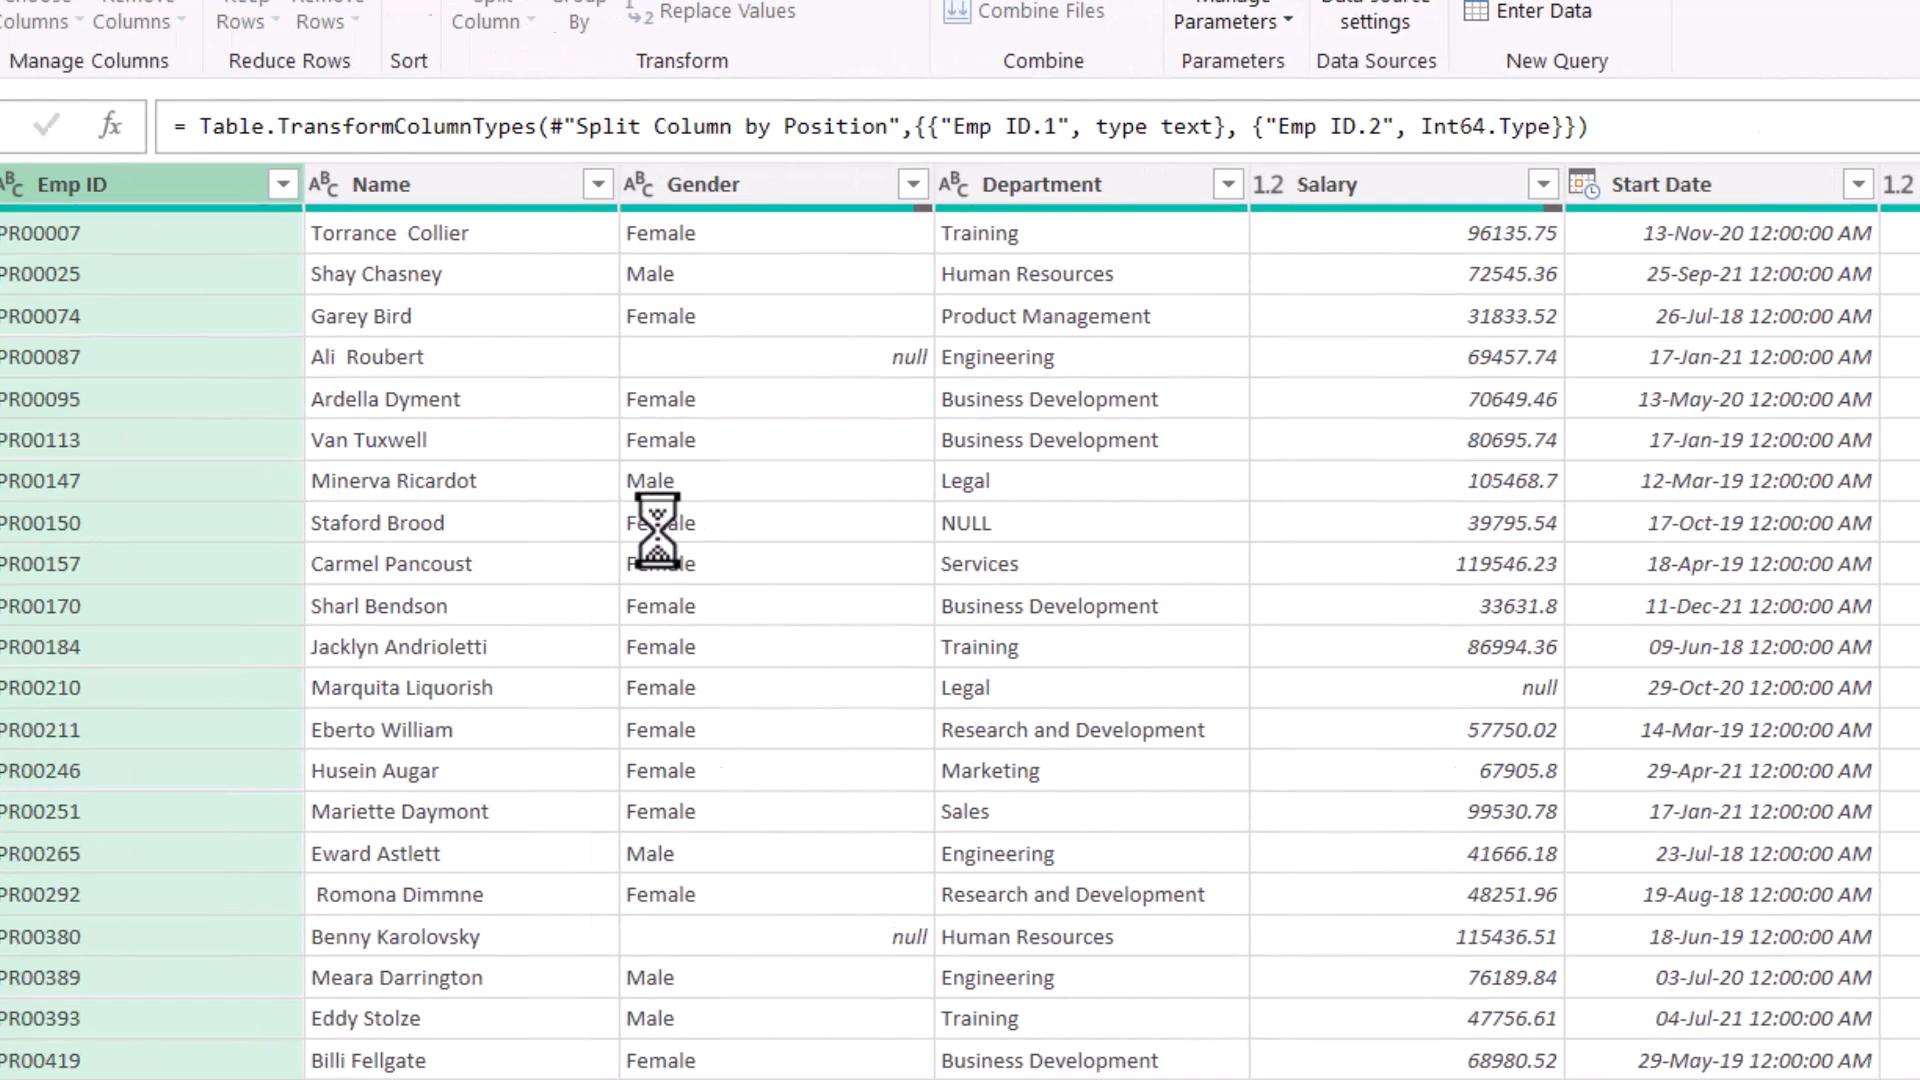 Columns Columns Rows Rows Column By Replace Values Combine Files Parameters settings Enter Data
Manage Columns Reduce Rows Sort Transform Combine Parameters Data Sources New Query
fx = Table.TransformColumnTypes(#"Split Column by Position",{{"Emp ID.1", type text}, {"Emp ID.2", Int64.Type}})
ABC Emp ID ABC Name ABC Gender ABC Department 1.2 Salary Start Date 1.2
PR00007 Torrance  Collier Female Training 96135.75 13-Nov-20 12:00:00 AM
PR00025 Shay Chasney Male Human Resources 72545.36 25-Sep-21 12:00:00 AM
PR00074 Garey Bird Female Product Management 31833.52 26-Jul-18 12:00:00 AM
PR00087 Ali  Roubert null Engineering 69457.74 17-Jan-21 12:00:00 AM
PR00095 Ardella Dyment Female Business Development 70649.46 13-May-20 12:00:00 AM
PR00113 Van Tuxwell Female Business Development 80695.74 17-Jan-19 12:00:00 AM
PR00147 Minerva Ricardot Male Legal 105468.7 12-Mar-19 12:00:00 AM
PR00150 Staford Brood Female NULL 39795.54 17-Oct-19 12:00:00 AM
PR00157 Carmel Pancoust Female Services 119546.23 18-Apr-19 12:00:00 AM
PR00170 Sharl Bendson Female Business Development 33631.8 11-Dec-21 12:00:00 AM
PR00184 Jacklyn Andrioletti Female Training 86994.36 09-Jun-18 12:00:00 AM
PR00210 Marquita Liquorish Female Legal null 29-Oct-20 12:00:00 AM
PR00211 Eberto William Female Research and Development 57750.02 14-Mar-19 12:00:00 AM
PR00246 Husein Augar Female Marketing 67905.8 29-Apr-21 12:00:00 AM
PR00251 Mariette Daymont Female Sales 99530.78 17-Jan-21 12:00:00 AM
PR00265 Eward Astlett Male Engineering 41666.18 23-Jul-18 12:00:00 AM
PR00292 Romona Dimmne Female Research and Development 48251.96 19-Aug-18 12:00:00 AM
PR00380 Benny Karolovsky null Human Resources 115436.51 18-Jun-19 12:00:00 AM
PR00389 Meara Darrington Male Engineering 76189.84 03-Jul-20 12:00:00 AM
PR00393 Eddy Stolze Male Training 47756.61 04-Jul-21 12:00:00 AM
PR00419 Billi Fellgate Female Business Development 68980.52 29-May-19 12:00:00 AM